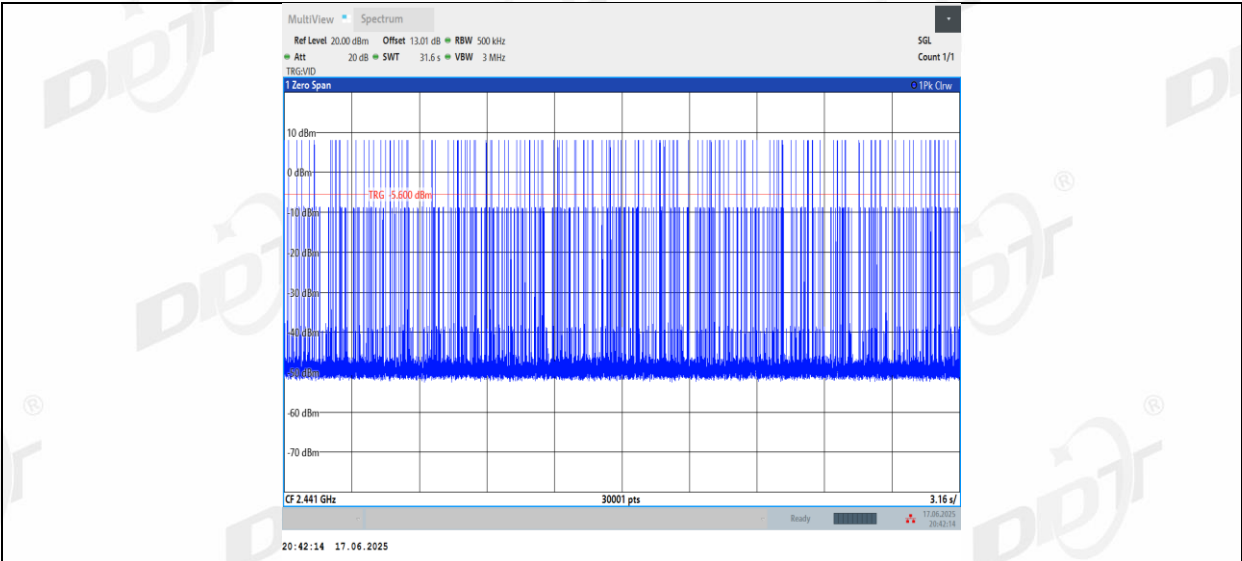 MultiView Spectrum
Ref Level 20.00 dBm Offset 13.01 dB RBW 500 kHz SGL
Att 20 dB SWT 31.6 s VBW 3 MHz Count 1/1
TRG:VID
1 Zero Span 1Pk Clrw
10 dBm
0 dBm
TRG -5.600 dBm
-10 dBm
-20 dBm
-30 dBm
-40 dBm
-50 dBm
-60 dBm
-70 dBm
CF 2.441 GHz 30001 pts 3.16 s/
Ready 17.06.2025
20:42:14
20:42:14 17.06.2025
DDT ®